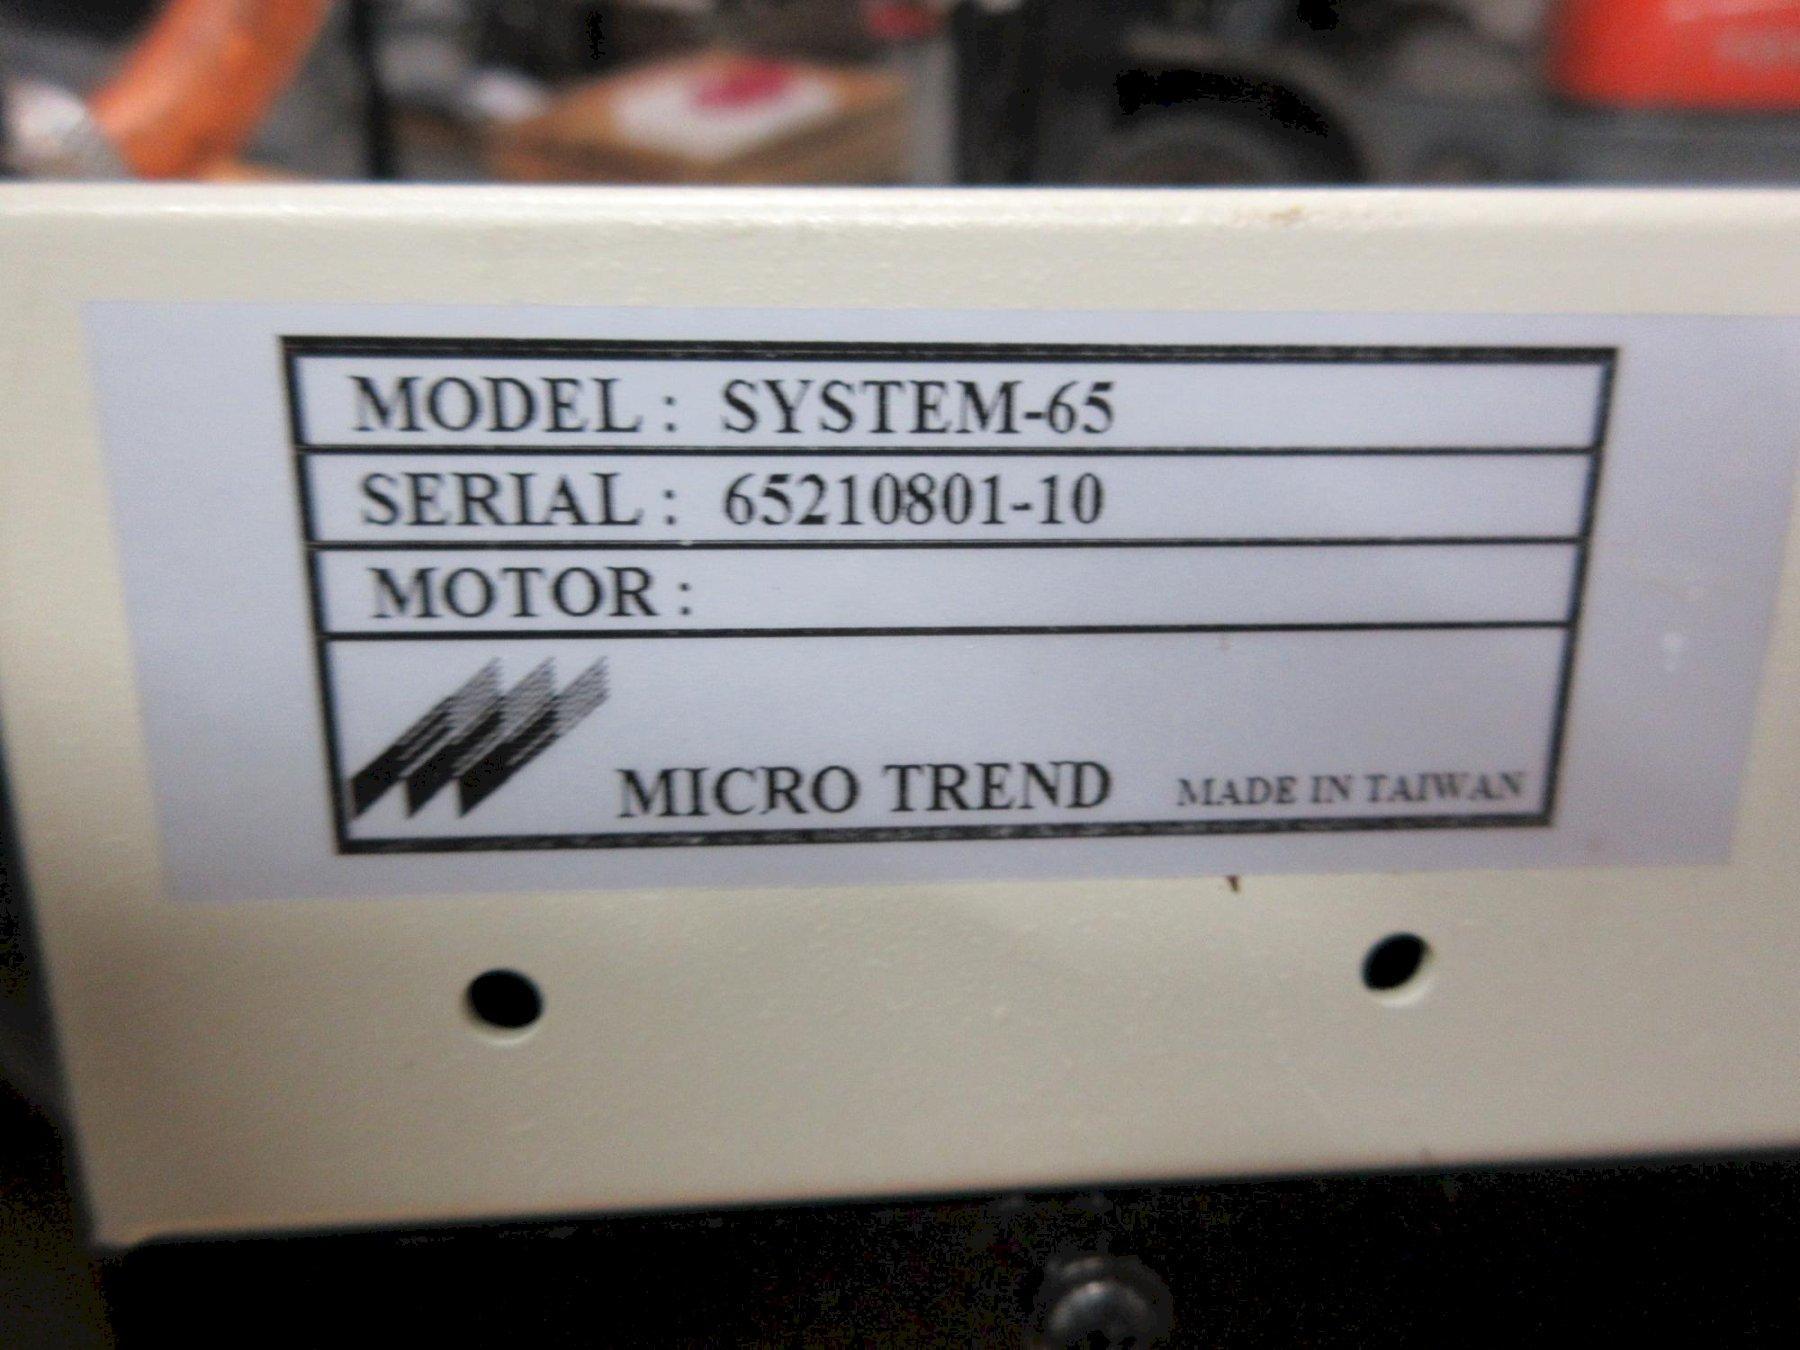 MODEL : SYSTEM-65
SERIAL : 65210801-10
MOTOR :
MICRO TREND MADE IN TAIWAN